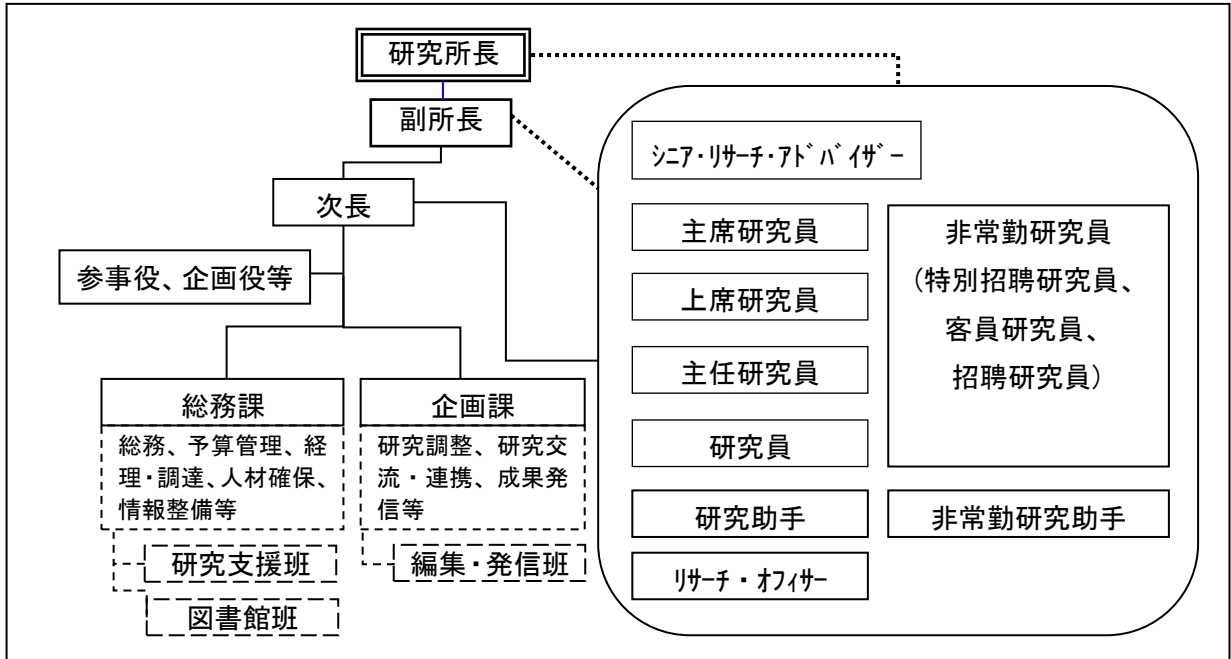 研究所長
副所長
次長
参事役、企画役等
総務課
総務、予算管理、経
理・調達、人材確保、
情報整備等
研究支援班
図書館班
企画課
研究調整、研究交
流・連携、成果発
信等
編集・発信班
ｼﾆｱ・ﾘｻｰﾁ・ｱﾄﾞﾊﾞｲｻﾞｰ
主席研究員
上席研究員
主任研究員
研究員
研究助手
ﾘｻｰﾁ・ｵﾌｨｻｰ
非常勤研究員
(特別招聘研究員、
客員研究員、
招聘研究員)
非常勤研究助手